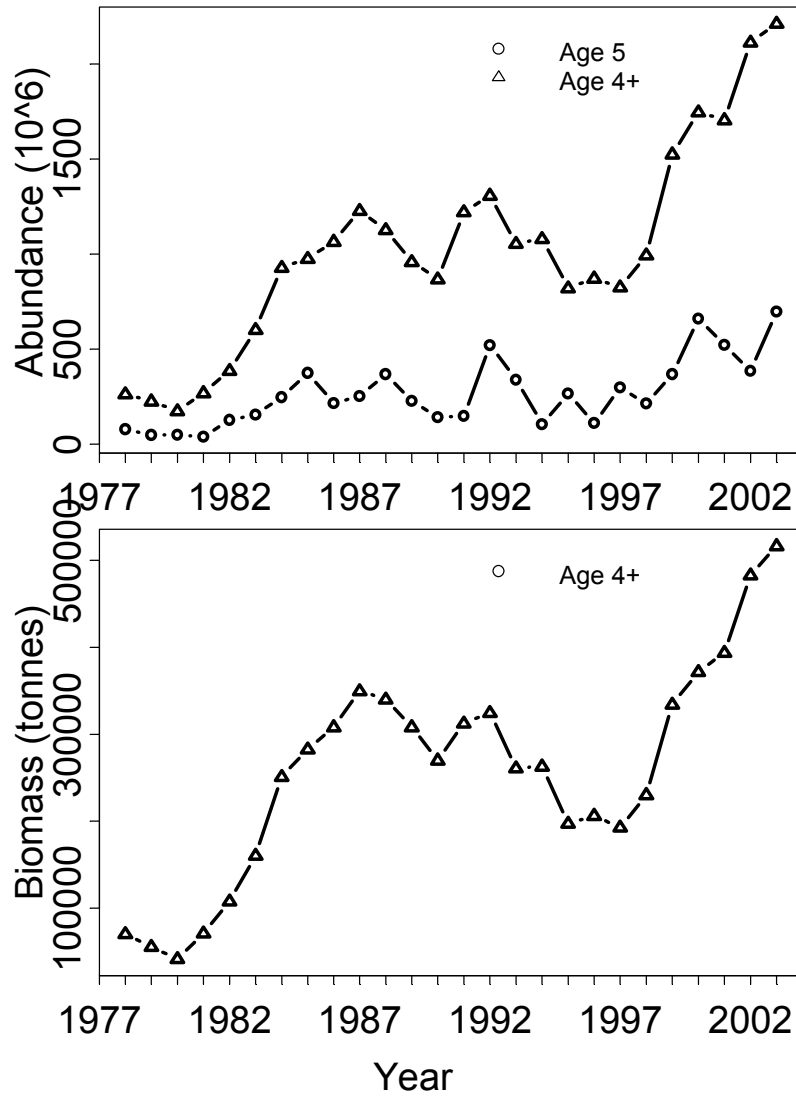 Abundance (10^6)
0
500
1500
Age 5
Age 4+
1977 1982 1987 1992 1997 2002
Biomass (tonnes)
100000
300000
500000
Age 4+
1977 1982 1987 1992 1997 2002
Year